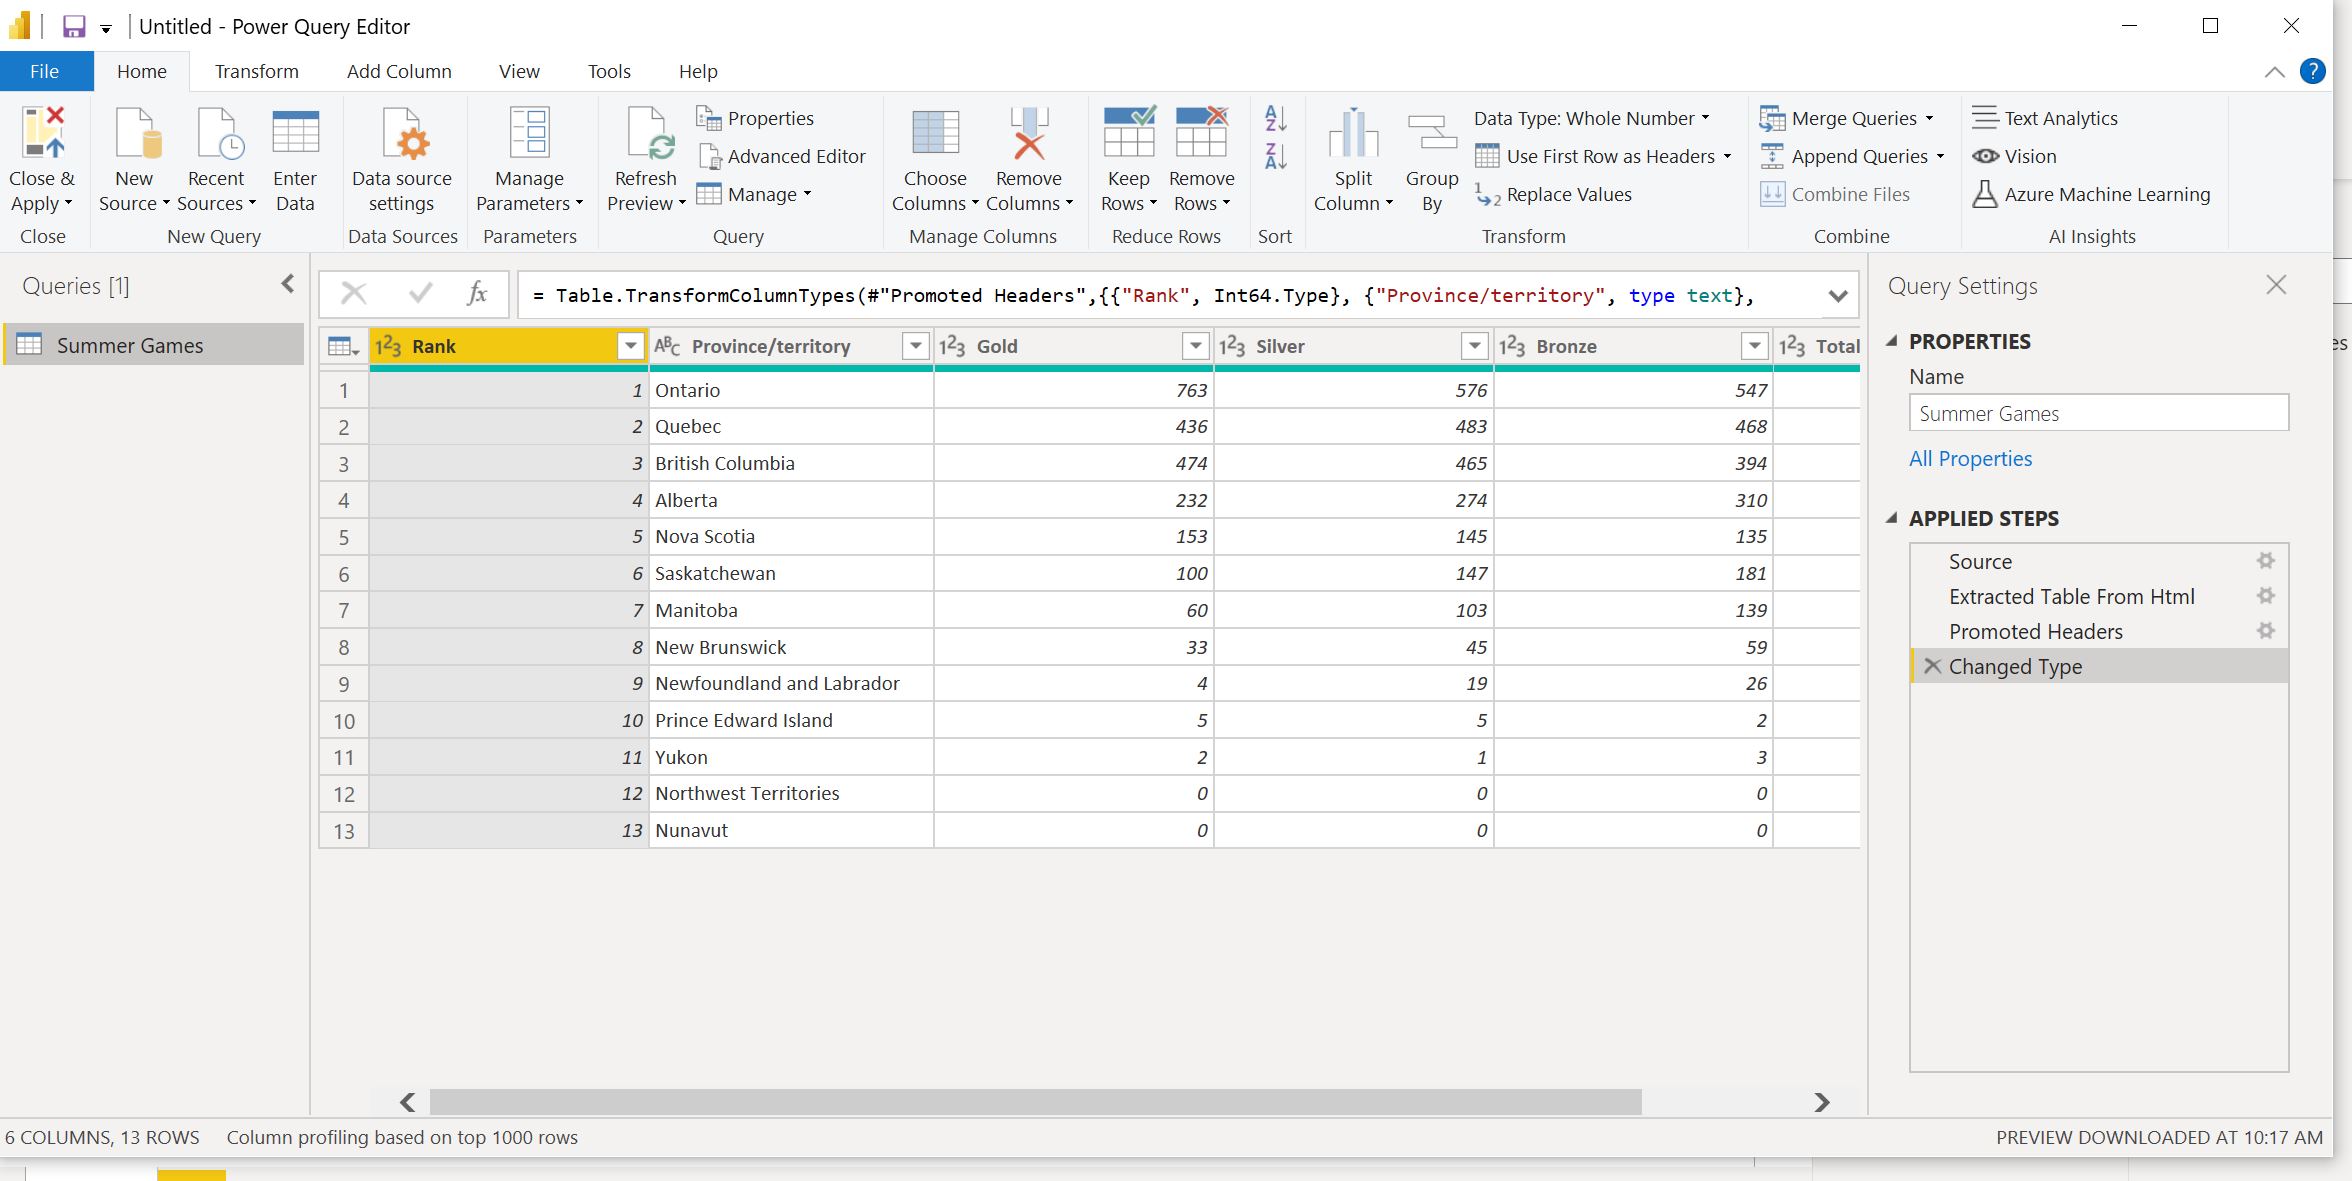 Untitled - Power Query Editor
File Home Transform Add Column View Tools Help
Close & Apply
New Source
Recent Sources
Enter Data
Data source settings
Manage Parameters
Refresh Preview
Properties
Advanced Editor
Manage
Choose Columns
Remove Columns
Keep Rows
Remove Rows
Split Column
Group By
Data Type: Whole Number
Use First Row as Headers
Replace Values
Merge Queries
Append Queries
Combine Files
Text Analytics
Vision
Azure Machine Learning
Close New Query Data Sources Parameters Query Manage Columns Reduce Rows Sort Transform Combine AI Insights
Queries [1]
Summer Games
fx = Table.TransformColumnTypes(#"Promoted Headers",{{"Rank", Int64.Type}, {"Province/territory", type text},
Rank Province/territory Gold Silver Bronze Total
1 1 Ontario 763 576 547
2 2 Quebec 436 483 468
3 3 British Columbia 474 465 394
4 4 Alberta 232 274 310
5 5 Nova Scotia 153 145 135
6 6 Saskatchewan 100 147 181
7 7 Manitoba 60 103 139
8 8 New Brunswick 33 45 59
9 9 Newfoundland and Labrador 4 19 26
10 10 Prince Edward Island 5 5 2
11 11 Yukon 2 1 3
12 12 Northwest Territories 0 0 0
13 13 Nunavut 0 0 0
Query Settings
PROPERTIES
Name
Summer Games
All Properties
APPLIED STEPS
Source
Extracted Table From Html
Promoted Headers
Changed Type
es
6 COLUMNS, 13 ROWS Column profiling based on top 1000 rows PREVIEW DOWNLOADED AT 10:17 AM